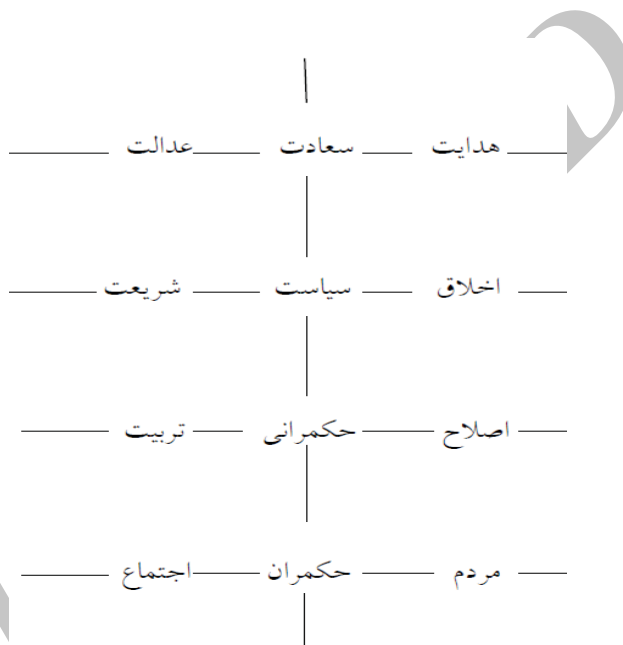 هدایت سعادت عدالت
اخلاق سیاست شریعت
اصلاح حکمرانی تربیت
مردم حکمران اجتماع